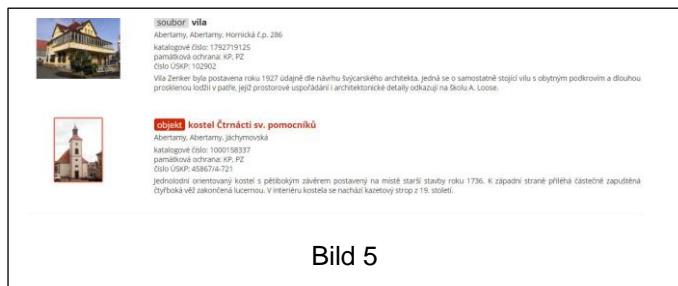 soubor vila
Abertamy, Abertamy, Hornická č.p. 286
katalogové číslo: 1792719125
památková ochrana: KP, PZ
číslo ÚSKP: 102902
Vila Zenker byla postavena roku 1927 údajně dle návrhu švýcarského architekta. Jedná se o samostatně stojící vilu s obytným podkrovím a dlouhou
prosklenou lodžií v patře, jejíž prostorové uspořádání i architektonické detaily odkazují na školu A. Loose.
objekt kostel Čtrnácti sv. pomocníků
Abertamy, Abertamy, Jáchymovská
katalogové číslo: 1000158337
památková ochrana: KP, PZ
číslo ÚSKP: 45867/4-721
Jednolodní orientovaný kostel s pětibokým závěrem postavený na místě starší stavby roku 1736. K západní straně přiléhá částečně zapuštěná
čtyřboká věž zakončená lucernou. V interiéru kostela se nachází kazetový strop z 19. století.
Bild 5